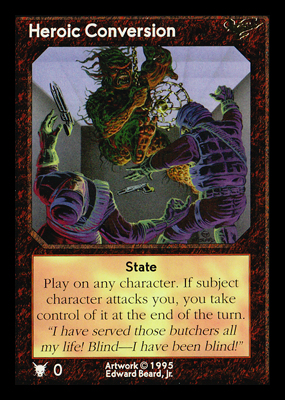 Heroic Conversion
State
Play on any character. If subject
character attacks you, you take
control of it at the end of the turn.
"I have served those butchers all
my life! Blind—I have been blind!"
0
Artwork © 1995
Edward Beard, Jr.